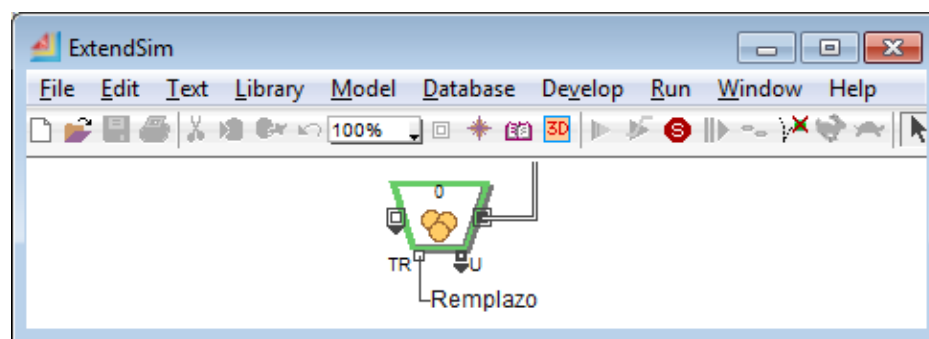 ExtendSim
File Edit Text Library Model Database Develop Run Window Help
100% 3D S
0
TR U
Remplazo